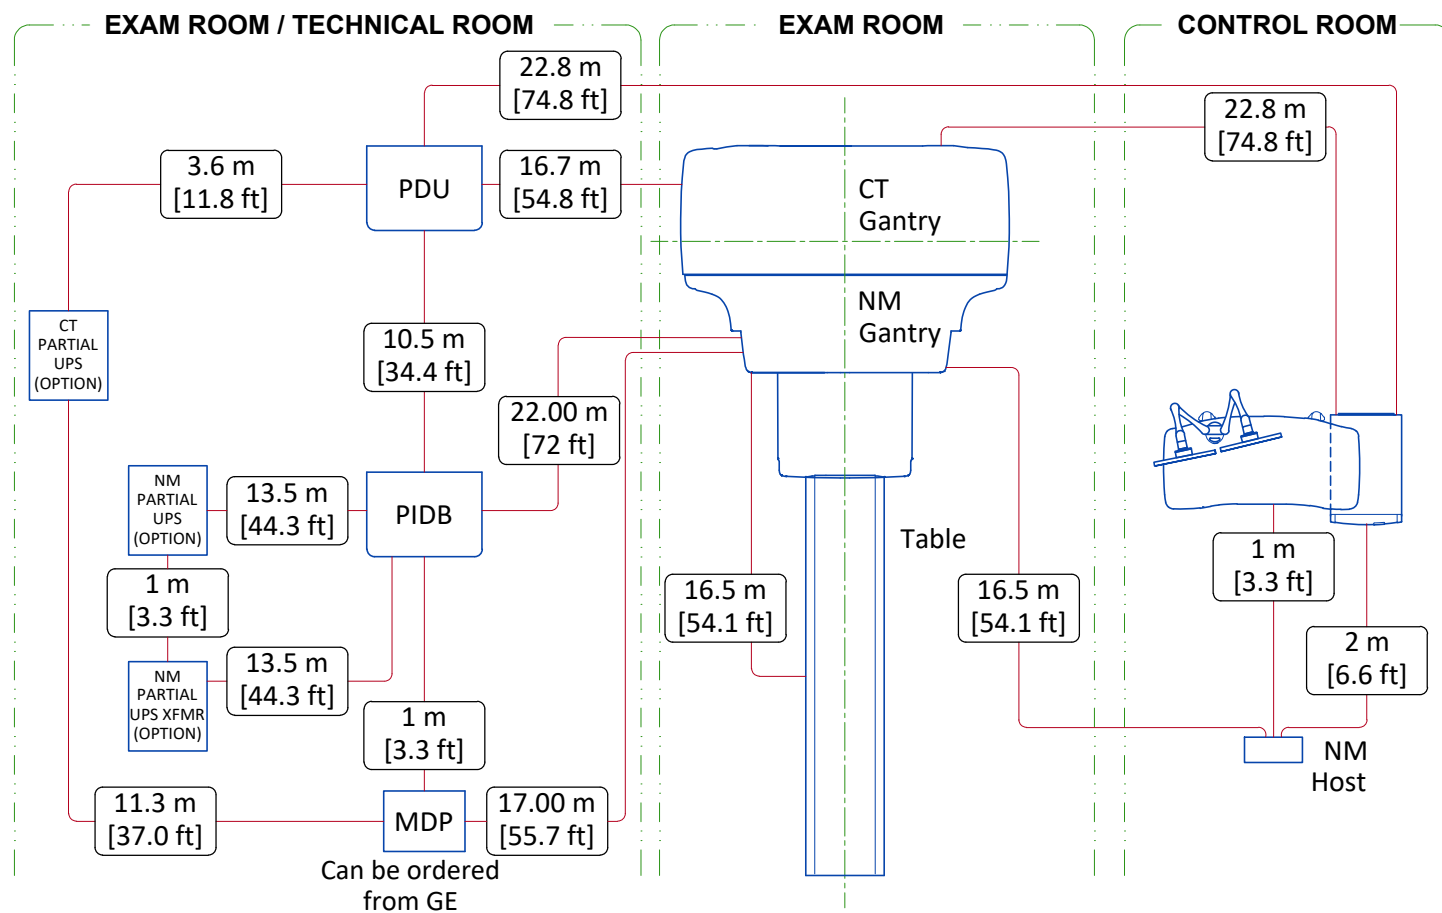 EXAM ROOM / TECHNICAL ROOM
EXAM ROOM
CONTROL ROOM
22.8 m
[74.8 ft]
22.8 m
[74.8 ft]
3.6 m
[11.8 ft]
PDU
16.7 m
[54.8 ft]
CT
Gantry
NM
Gantry
CT
PARTIAL
UPS
(OPTION)
10.5 m
[34.4 ft]
22.00 m
[72 ft]
NM
PARTIAL
UPS
(OPTION)
13.5 m
[44.3 ft]
PIDB
Table
1 m
[3.3 ft]
1 m
[3.3 ft]
16.5 m
[54.1 ft]
16.5 m
[54.1 ft]
2 m
[6.6 ft]
NM
PARTIAL
UPS XFMR
(OPTION)
13.5 m
[44.3 ft]
1 m
[3.3 ft]
NM
Host
11.3 m
[37.0 ft]
MDP
17.00 m
[55.7 ft]
Can be ordered
from GE